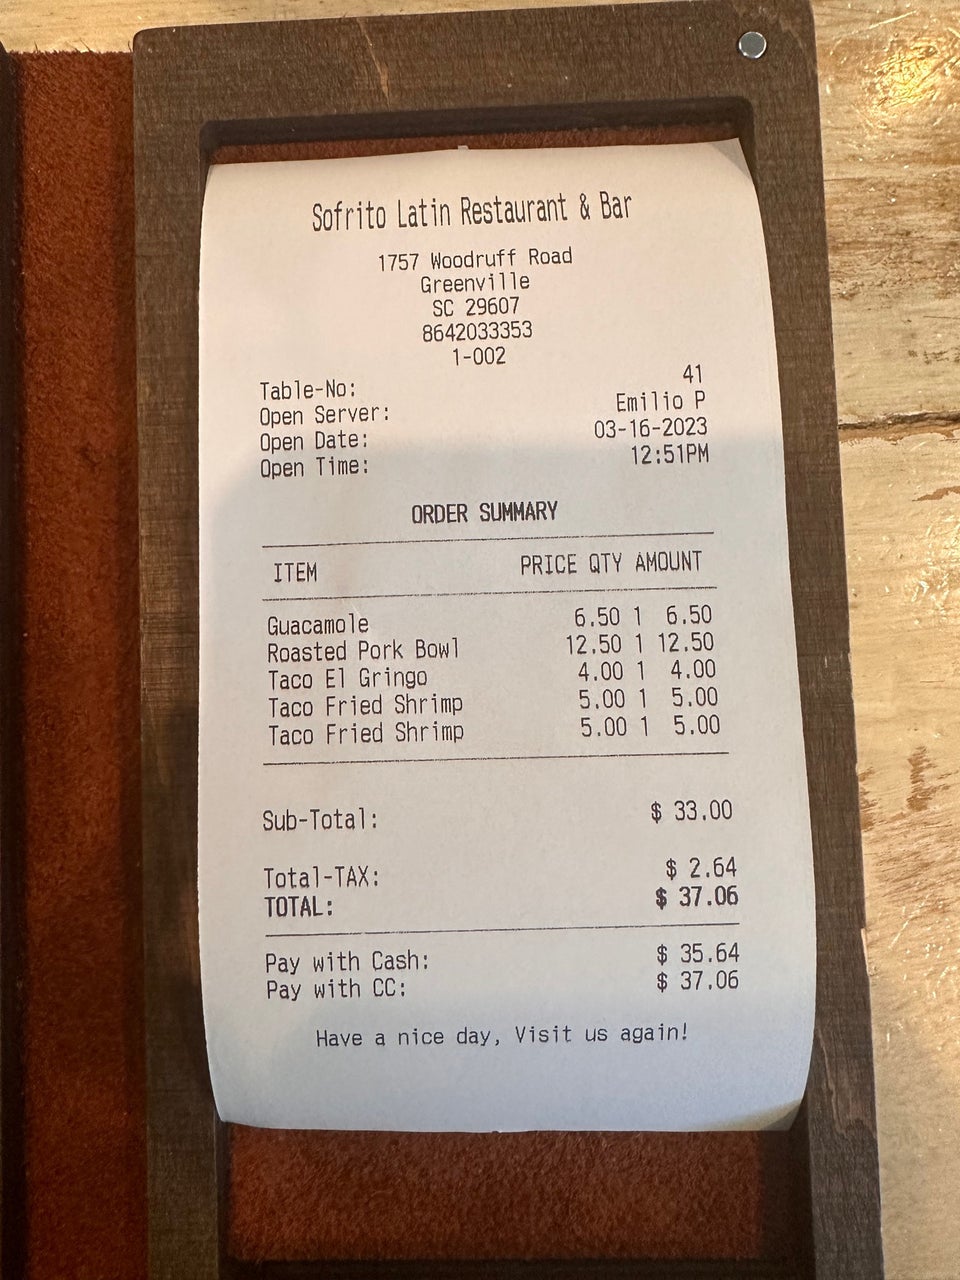 Sofrito Latin Restaurant & Bar
1757 Woodruff Road
Greenville
SC 29607
8642033353
1-002
Table-No: 41
Open Server: Emilio P
Open Date: 03-16-2023
Open Time: 12:51PM
ORDER SUMMARY
ITEM PRICE QTY AMOUNT
Guacamole 6.50 1 6.50
Roasted Pork Bowl 12.50 1 12.50
Taco El Gringo 4.00 1 4.00
Taco Fried Shrimp 5.00 1 5.00
Taco Fried Shrimp 5.00 1 5.00
Sub-Total: $ 33.00
Total-TAX: $ 2.64
TOTAL: $ 37.06
Pay with Cash: $ 35.64
Pay with CC: $ 37.06
Have a nice day, Visit us again!